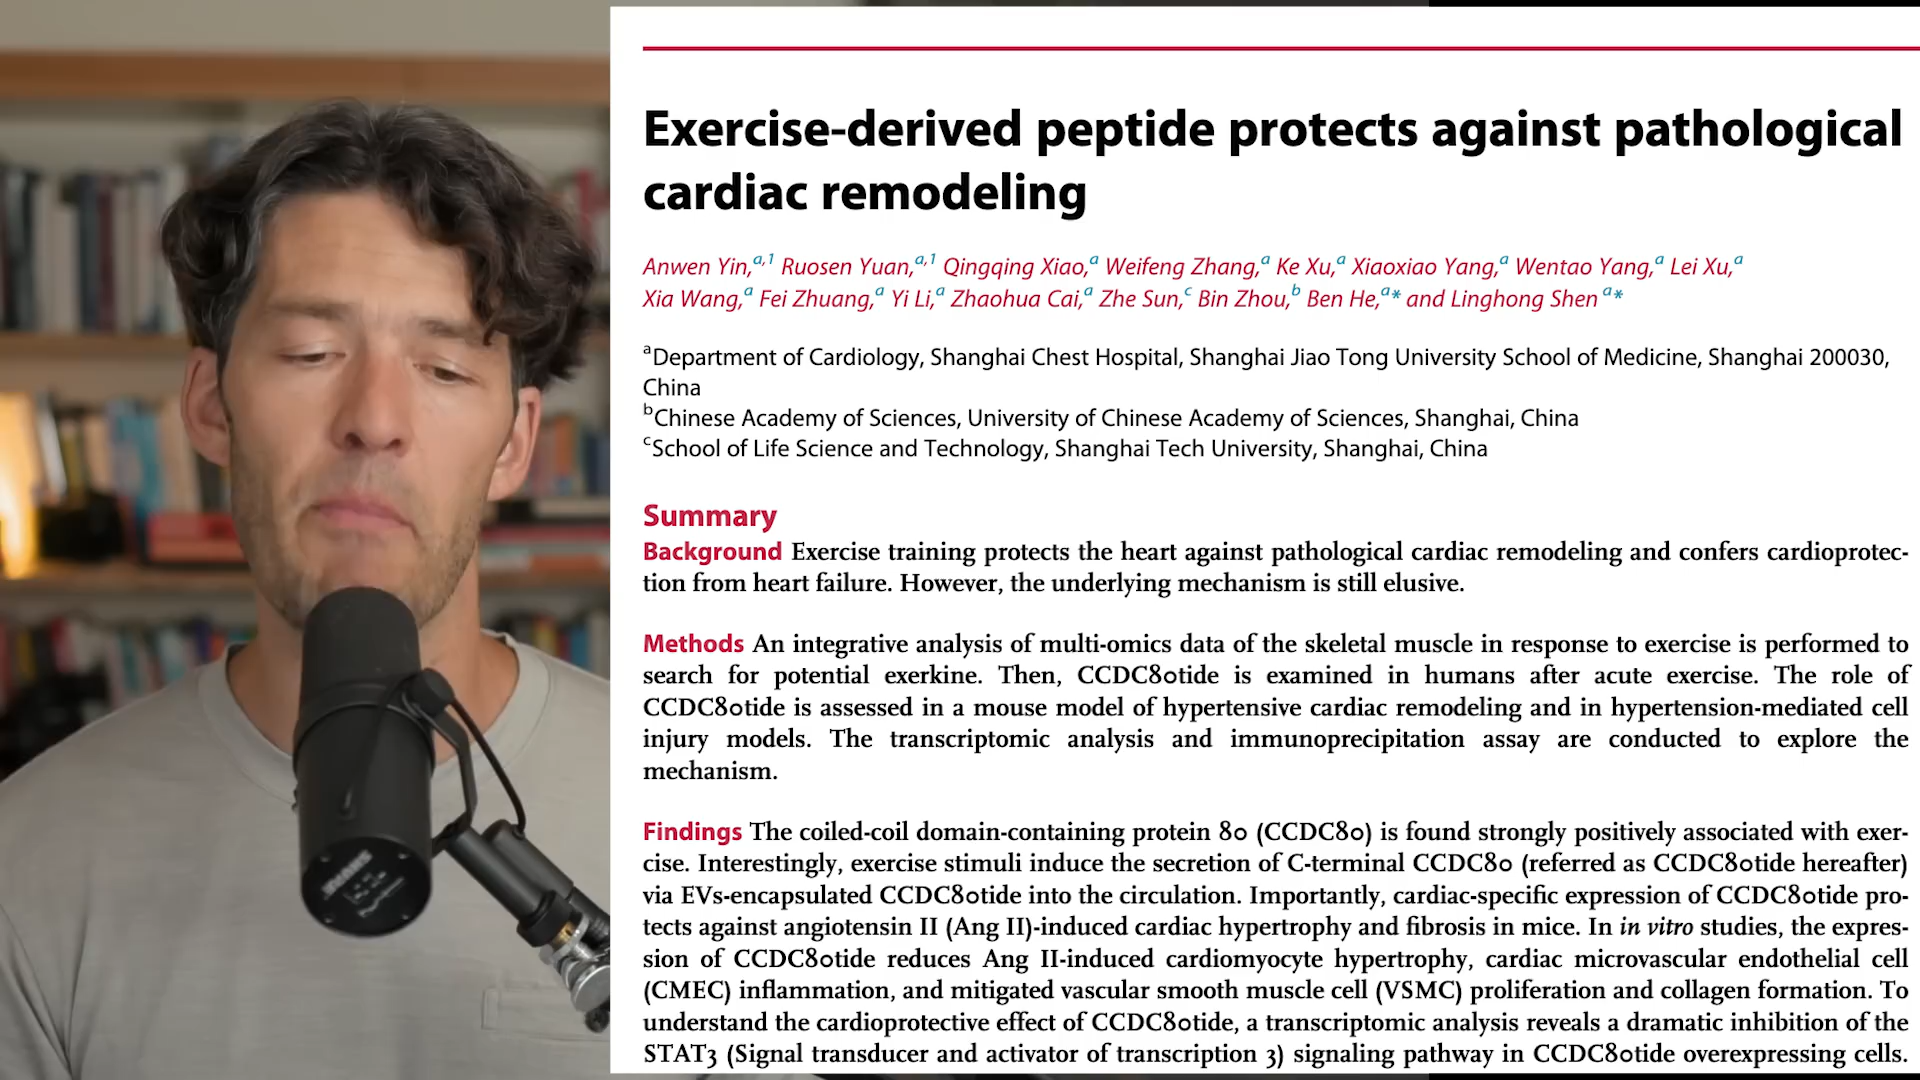 Exercise-derived peptide protects against pathological
cardiac remodeling
Anwen Yin,a,1 Ruosen Yuan,a,1 Qingqing Xiao,a Weifeng Zhang,a Ke Xu,a Xiaoxiao Yang,a Wentao Yang,a Lei Xu,a
Xia Wang,a Fei Zhuang,a Yi Li,a Zhaohua Cai,a Zhe Sun,c Bin Zhou,b Ben He,a* and Linghong Shen a*
aDepartment of Cardiology, Shanghai Chest Hospital, Shanghai Jiao Tong University School of Medicine, Shanghai 200030,
China
bChinese Academy of Sciences, University of Chinese Academy of Sciences, Shanghai, China
cSchool of Life Science and Technology, Shanghai Tech University, Shanghai, China
Summary
Background Exercise training protects the heart against pathological cardiac remodeling and confers cardioprotec-
tion from heart failure. However, the underlying mechanism is still elusive.
Methods An integrative analysis of multi-omics data of the skeletal muscle in response to exercise is performed to
search for potential exerkine. Then, CCDC80tide is examined in humans after acute exercise. The role of
CCDC80tide is assessed in a mouse model of hypertensive cardiac remodeling and in hypertension-mediated cell
injury models. The transcriptomic analysis and immunoprecipitation assay are conducted to explore the
mechanism.
Findings The coiled-coil domain-containing protein 80 (CCDC80) is found strongly positively associated with exer-
cise. Interestingly, exercise stimuli induce the secretion of C-terminal CCDC80 (referred as CCDC80tide hereafter)
via EVs-encapsulated CCDC80tide into the circulation. Importantly, cardiac-specific expression of CCDC80tide pro-
tects against angiotensin II (Ang II)-induced cardiac hypertrophy and fibrosis in mice. In in vitro studies, the expres-
sion of CCDC80tide reduces Ang II-induced cardiomyocyte hypertrophy, cardiac microvascular endothelial cell
(CMEC) inflammation, and mitigated vascular smooth muscle cell (VSMC) proliferation and collagen formation. To
understand the cardioprotective effect of CCDC80tide, a transcriptomic analysis reveals a dramatic inhibition of the
STAT3 (Signal transducer and activator of transcription 3) signaling pathway in CCDC80tide overexpressing cells.